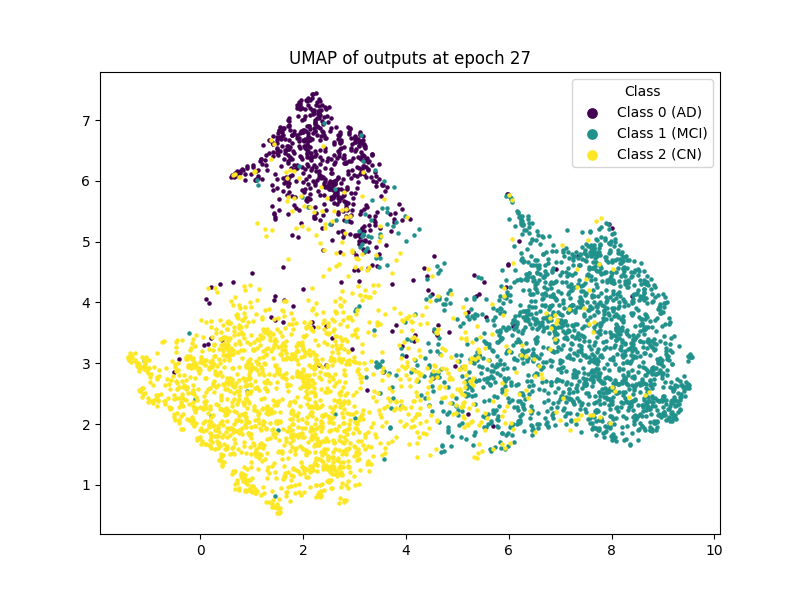 UMAP of outputs at epoch 27
Class
Class 0 (AD)
Class 1 (MCI)
Class 2 (CN)
7
6
5
4
3
2
1
0 2 4 6 8 10